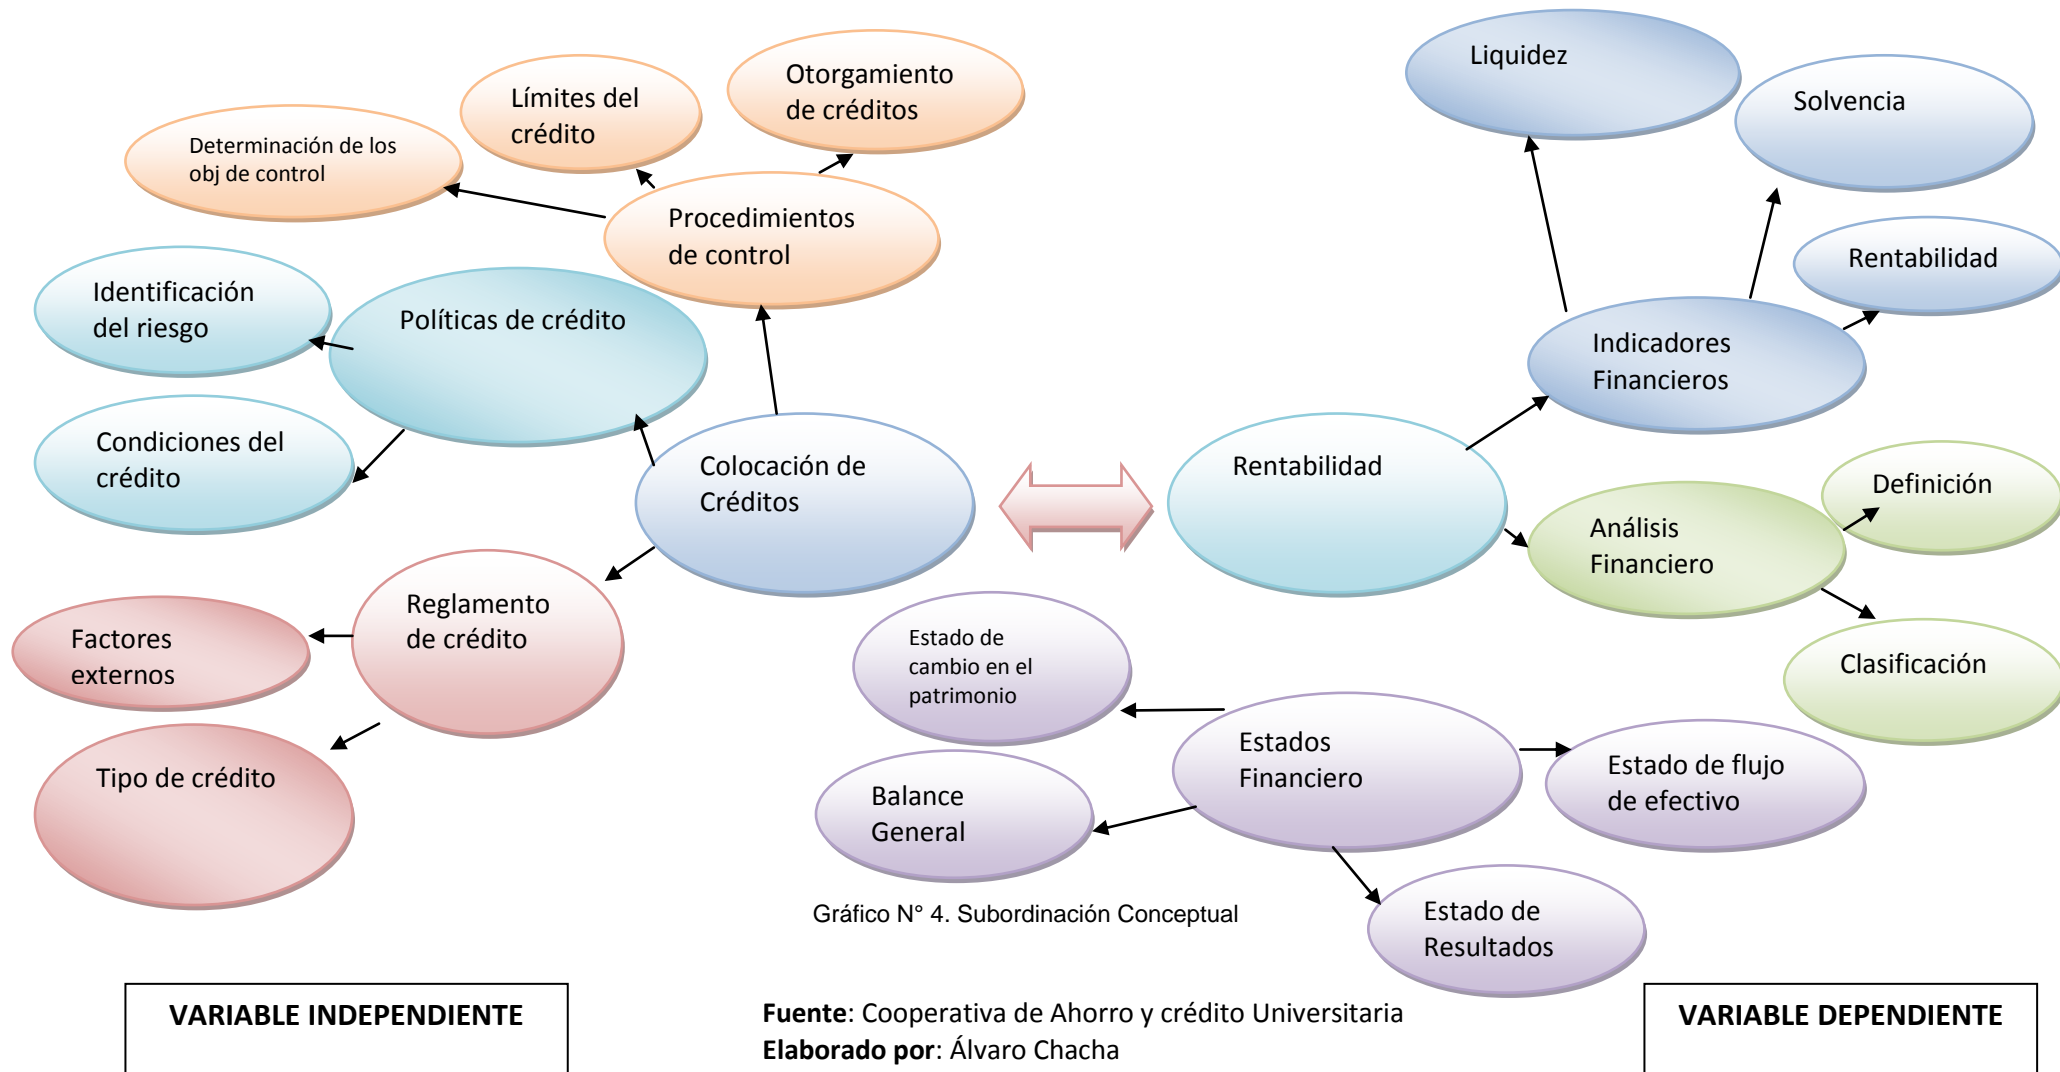 Liquidez
Otorgamiento
de créditos
Solvencia
Límites del
crédito
Determinación de los
obj de control
Procedimientos
de control
Rentabilidad
Identificación
del riesgo
Políticas de crédito
Indicadores
Financieros
Condiciones del
crédito
Colocación de
Créditos
Rentabilidad
Definición
Análisis
Financiero
Reglamento
de crédito
Factores
externos
Estado de
cambio en el
patrimonio
Clasificación
Estados
Financiero
Tipo de crédito
Balance
General
Estado de flujo
de efectivo
Gráfico N° 4. Subordinación Conceptual
Estado de
Resultados
VARIABLE INDEPENDIENTE
Fuente: Cooperativa de Ahorro y crédito Universitaria
Elaborado por: Álvaro Chacha
VARIABLE DEPENDIENTE